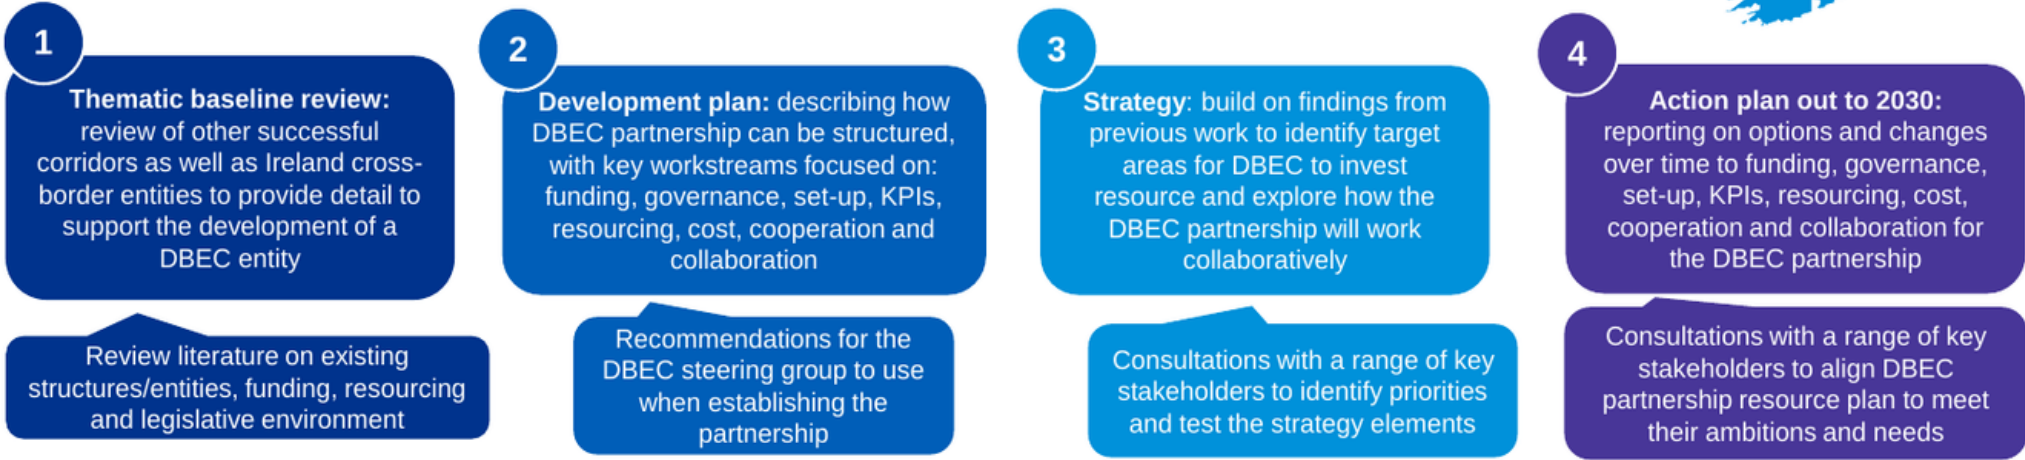 1
Thematic baseline review:
review of other successful
corridors as well as Ireland cross-
border entities to provide detail to
support the development of a
DBEC entity
Review literature on existing
structures/entities, funding, resourcing
and legislative environment
2
Development plan: describing how
DBEC partnership can be structured,
with key workstreams focused on:
funding, governance, set-up, KPIs,
resourcing, cost, cooperation and
collaboration
Recommendations for the
DBEC steering group to use
when establishing the
partnership
3
Strategy: build on findings from
previous work to identify target
areas for DBEC to invest
resource and explore how the
DBEC partnership will work
collaboratively
Consultations with a range of key
stakeholders to identify priorities
and test the strategy elements
4
Action plan out to 2030:
reporting on options and changes
over time to funding, governance,
set-up, KPIs, resourcing, cost,
cooperation and collaboration for
the DBEC partnership
Consultations with a range of key
stakeholders to align DBEC
partnership resource plan to meet
their ambitions and needs